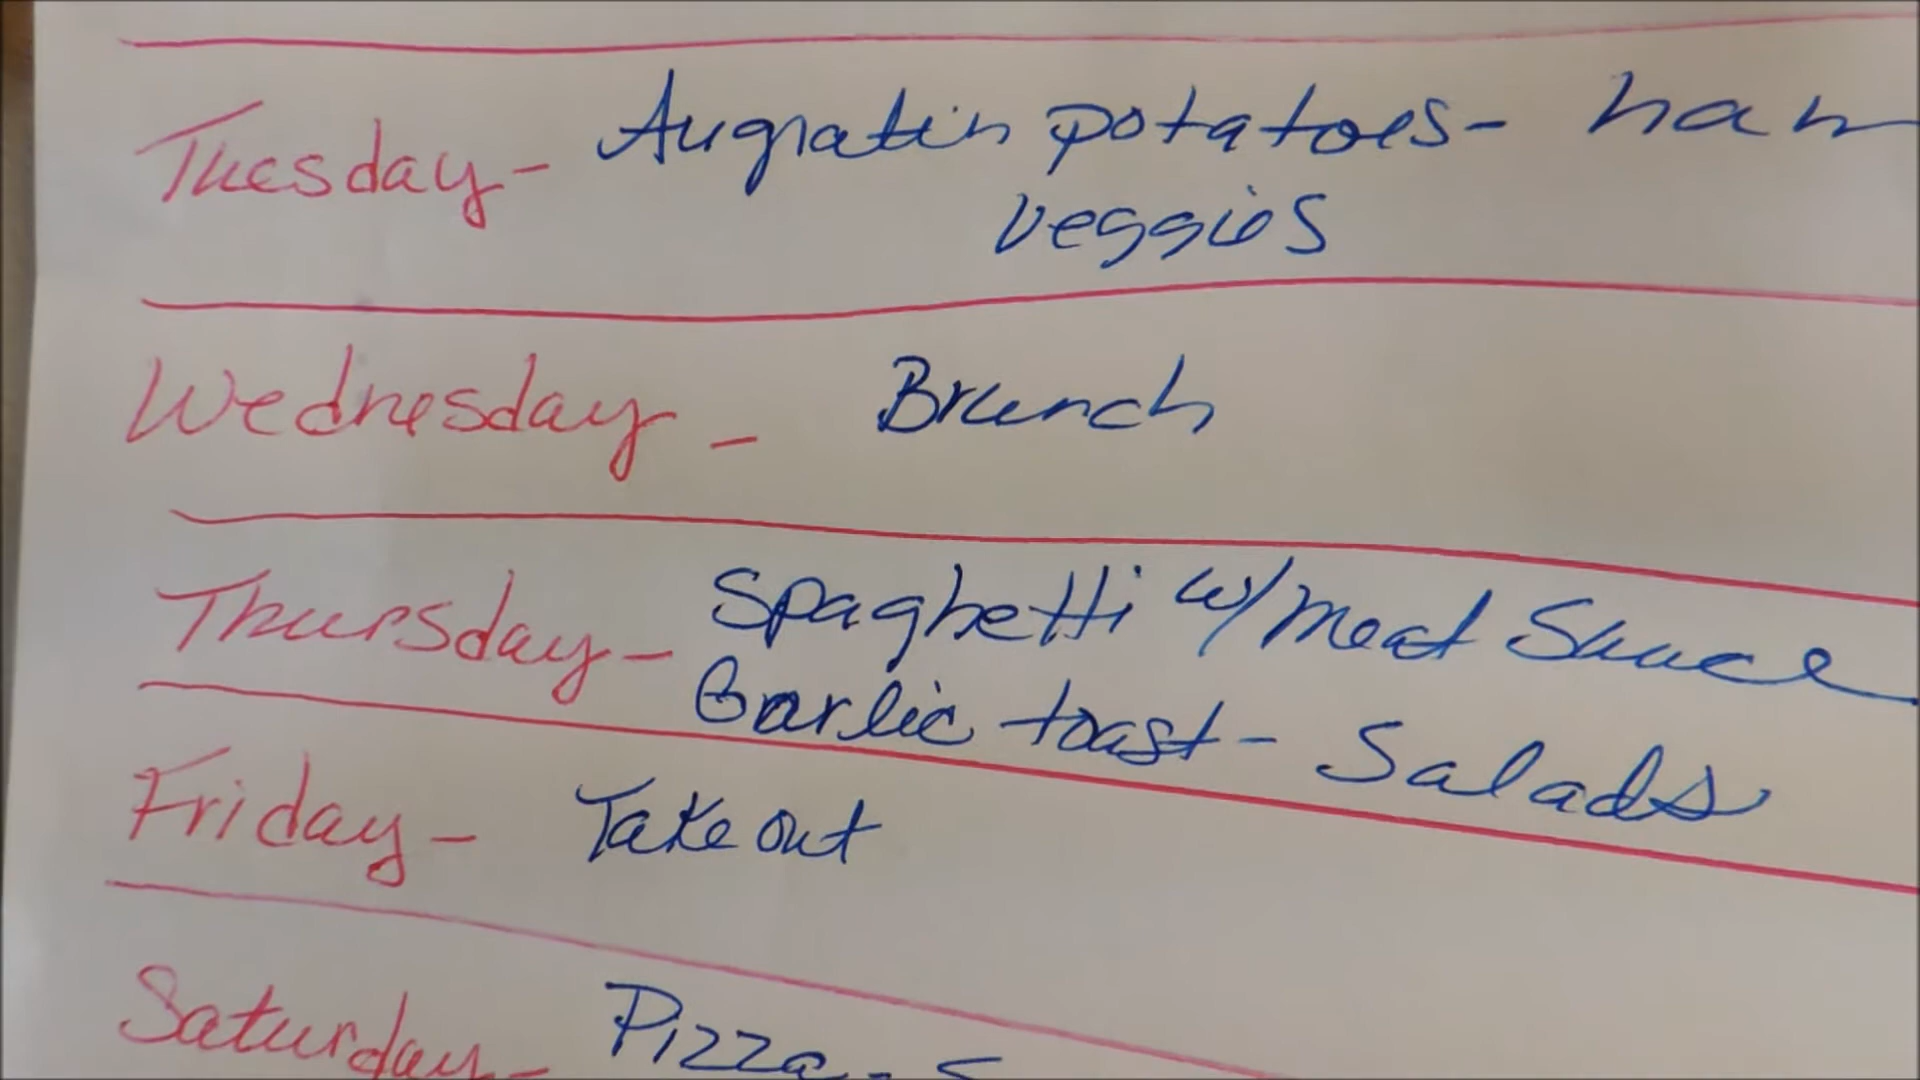 Tuesday - Augratin potatoes - ham
veggies
Wednesday - Brunch
Thursday - Spaghetti w/ meat Sauce
Garlic toast - Salads
Friday - Take out
Saturday - Pizza - S